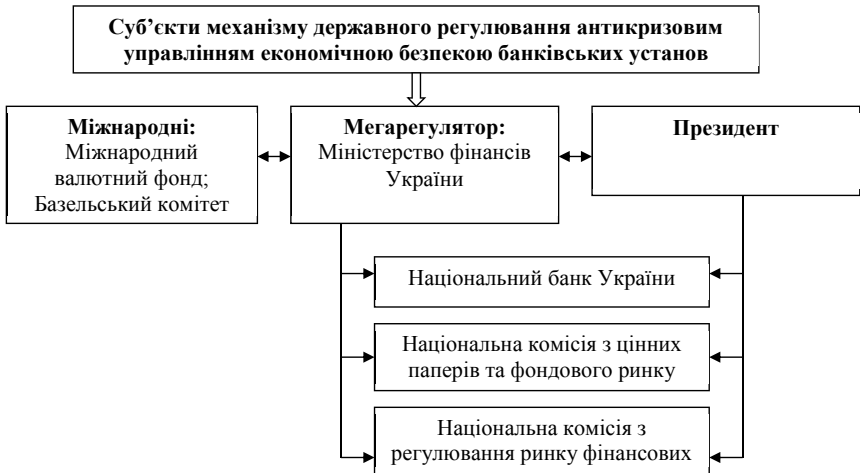 Суб’єкти механізму державного регулювання антикризовим
управлінням економічною безпекою банківських установ
Міжнародні:
Міжнародний
валютний фонд;
Базельський комітет
Мегарегулятор:
Міністерство фінансів
України
Президент
Національний банк України
Національна комісія з цінних
паперів та фондового ринку
Національна комісія з
регулювання ринку фінансових